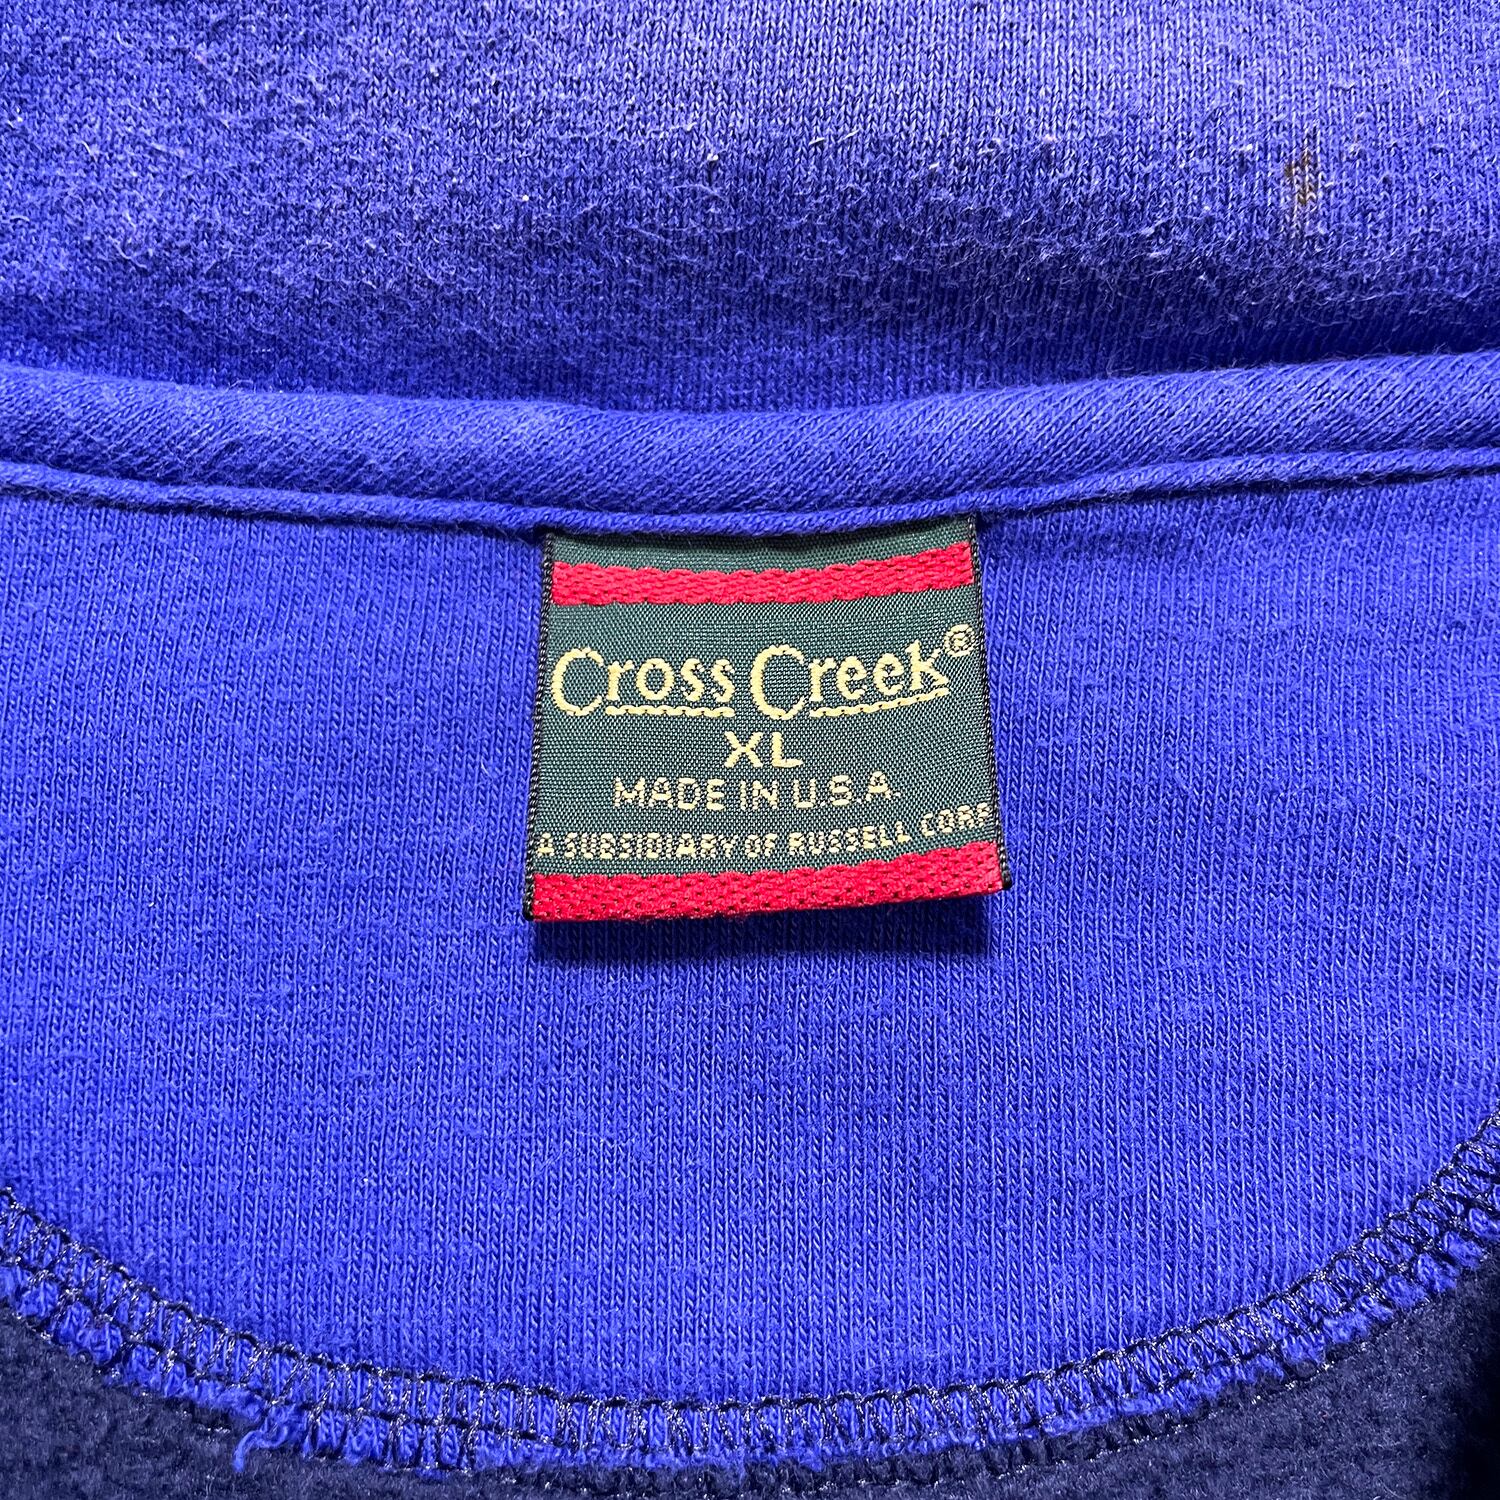 Cross Creek®
XL
MADE IN U.S.A.
A SUBSIDIARY OF RUSSELL CORP